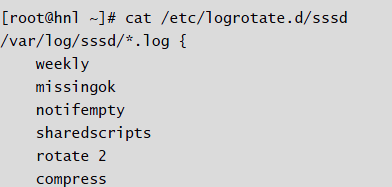 [root@hnl ~]# cat /etc/logrotate.d/sssd
/var/log/sssd/*.log {
    weekly
    missingok
    notifempty
    sharedscripts
    rotate 2
    compress